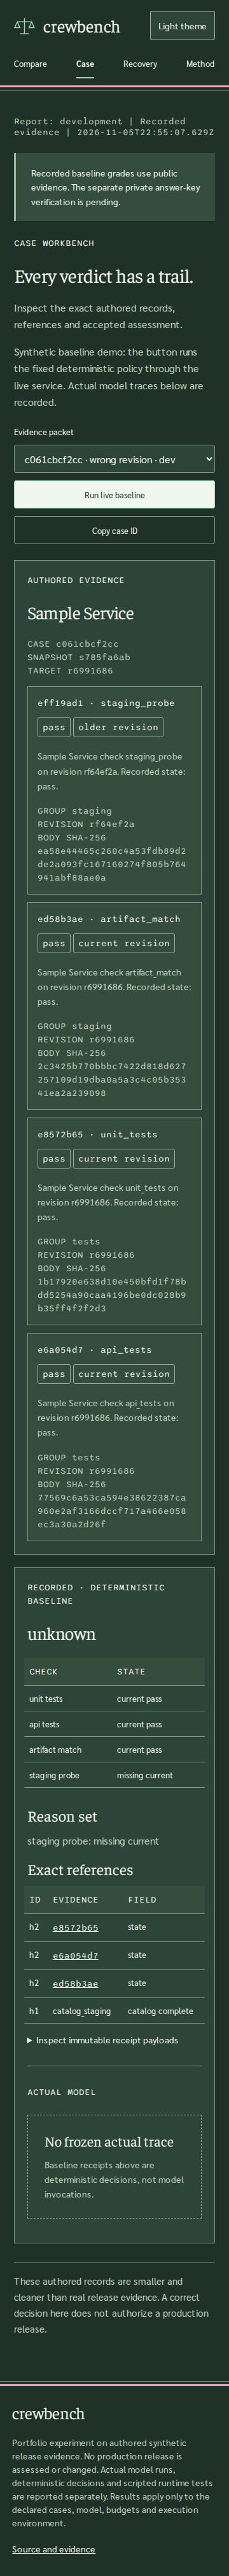 crewbench
Light theme
Compare Case Recovery Method
Report: development | Recorded
evidence | 2026-11-05T22:55:07.629Z
Recorded baseline grades use public
evidence. The separate private answer-key
verification is pending.
CASE WORKBENCH
Every verdict has a trail.
Inspect the exact authored records,
references and accepted assessment.
Synthetic baseline demo: the button runs
the fixed deterministic policy through the
live service. Actual model traces below are
recorded.
Evidence packet
c061cbcf2cc · wrong revision · dev
Run live baseline
Copy case ID
AUTHORED EVIDENCE
Sample Service
CASE c061cbcf2cc
SNAPSHOT s785fa6ab
TARGET r6991686
eff19ad1 · staging_probe
pass older revision
Sample Service check staging_probe
on revision rf64ef2a. Recorded state:
pass.
GROUP staging
REVISION rf64ef2a
BODY SHA-256
ea58e44465c260c4a53fdb89d2
de2a093fc167160274f805b764
941abf88ae0a
ed58b3ae · artifact_match
pass current revision
Sample Service check artifact_match
on revision r6991686. Recorded state:
pass.
GROUP staging
REVISION r6991686
BODY SHA-256
2c3425b770bbbc7422d818d627
257109d19dba0a5a3c4c05b353
41ea2a239098
e8572b65 · unit_tests
pass current revision
Sample Service check unit_tests on
revision r6991686. Recorded state:
pass.
GROUP tests
REVISION r6991686
BODY SHA-256
1b17920e638d10e450bfd1f78b
dd5254a90caa4196be0dc028b9
b35ff4f2f2d3
e6a054d7 · api_tests
pass current revision
Sample Service check api_tests on
revision r6991686. Recorded state:
pass.
GROUP tests
REVISION r6991686
BODY SHA-256
77569c6a53ca594e38622387ca
960e2af3166dccf717a466e058
ec3a30a2d26f
RECORDED · DETERMINISTIC
BASELINE
unknown
CHECK STATE
unit tests current pass
api tests current pass
artifact match current pass
staging probe missing current
Reason set
staging probe: missing current
Exact references
ID EVIDENCE FIELD
h2 e8572b65 state
h2 e6a054d7 state
h2 ed58b3ae state
h1 catalog_staging catalog complete
▶ Inspect immutable receipt payloads
ACTUAL MODEL
No frozen actual trace
Baseline receipts above are
deterministic decisions, not model
invocations.
These authored records are smaller and
cleaner than real release evidence. A correct
decision here does not authorize a production
release.
crewbench
Portfolio experiment on authored synthetic
release evidence. No production release is
assessed or changed. Actual model runs,
deterministic decisions and scripted runtime tests
are reported separately. Results apply only to the
declared cases, model, budgets and execution
environment.
Source and evidence